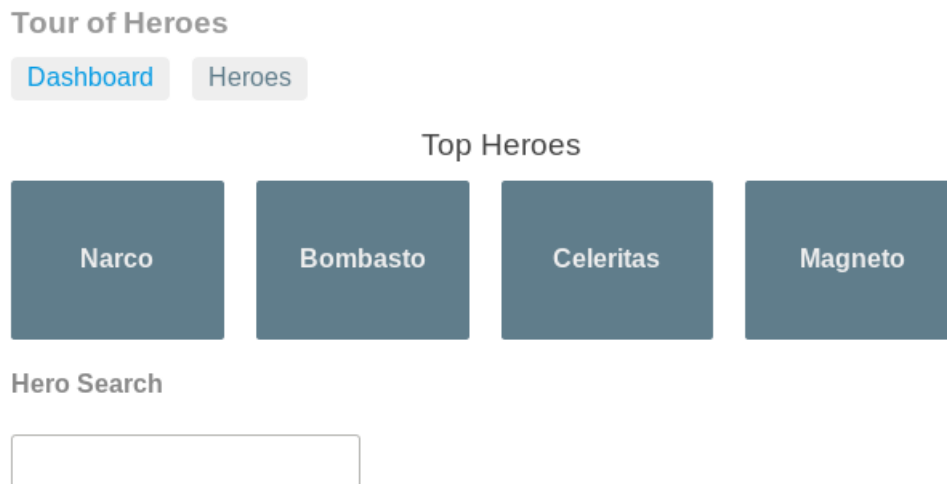 Tour of Heroes
Dashboard Heroes
Top Heroes
Narco Bombasto Celeritas Magneto
Hero Search